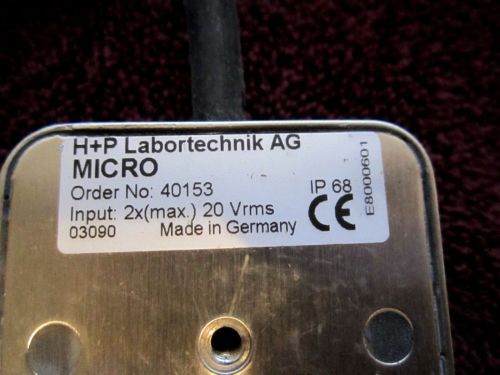 H+P Labortechnik AG
MICRO
Order No: 40153 IP 68
Input: 2x(max.) 20 Vrms CE
03090 Made in Germany
E8000601